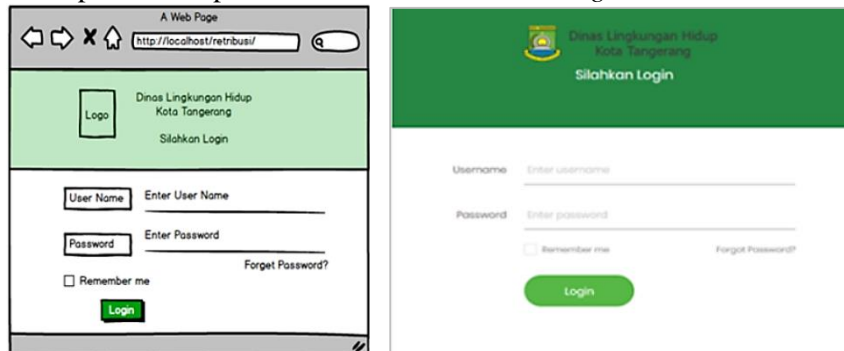 A Web Page
http://localhost/retribusi/
Logo
Dinas Lingkungan Hidup
Kota Tangerang
Silahkan Login
User Name
Enter User Name
Password
Enter Password
Forget Password?
Remember me
Login
Dinas Lingkungan Hidup
Kota Tangerang
Silahkan Login
Username
Enter username
Password
Enter password
Remember me
Forgot Password?
Login